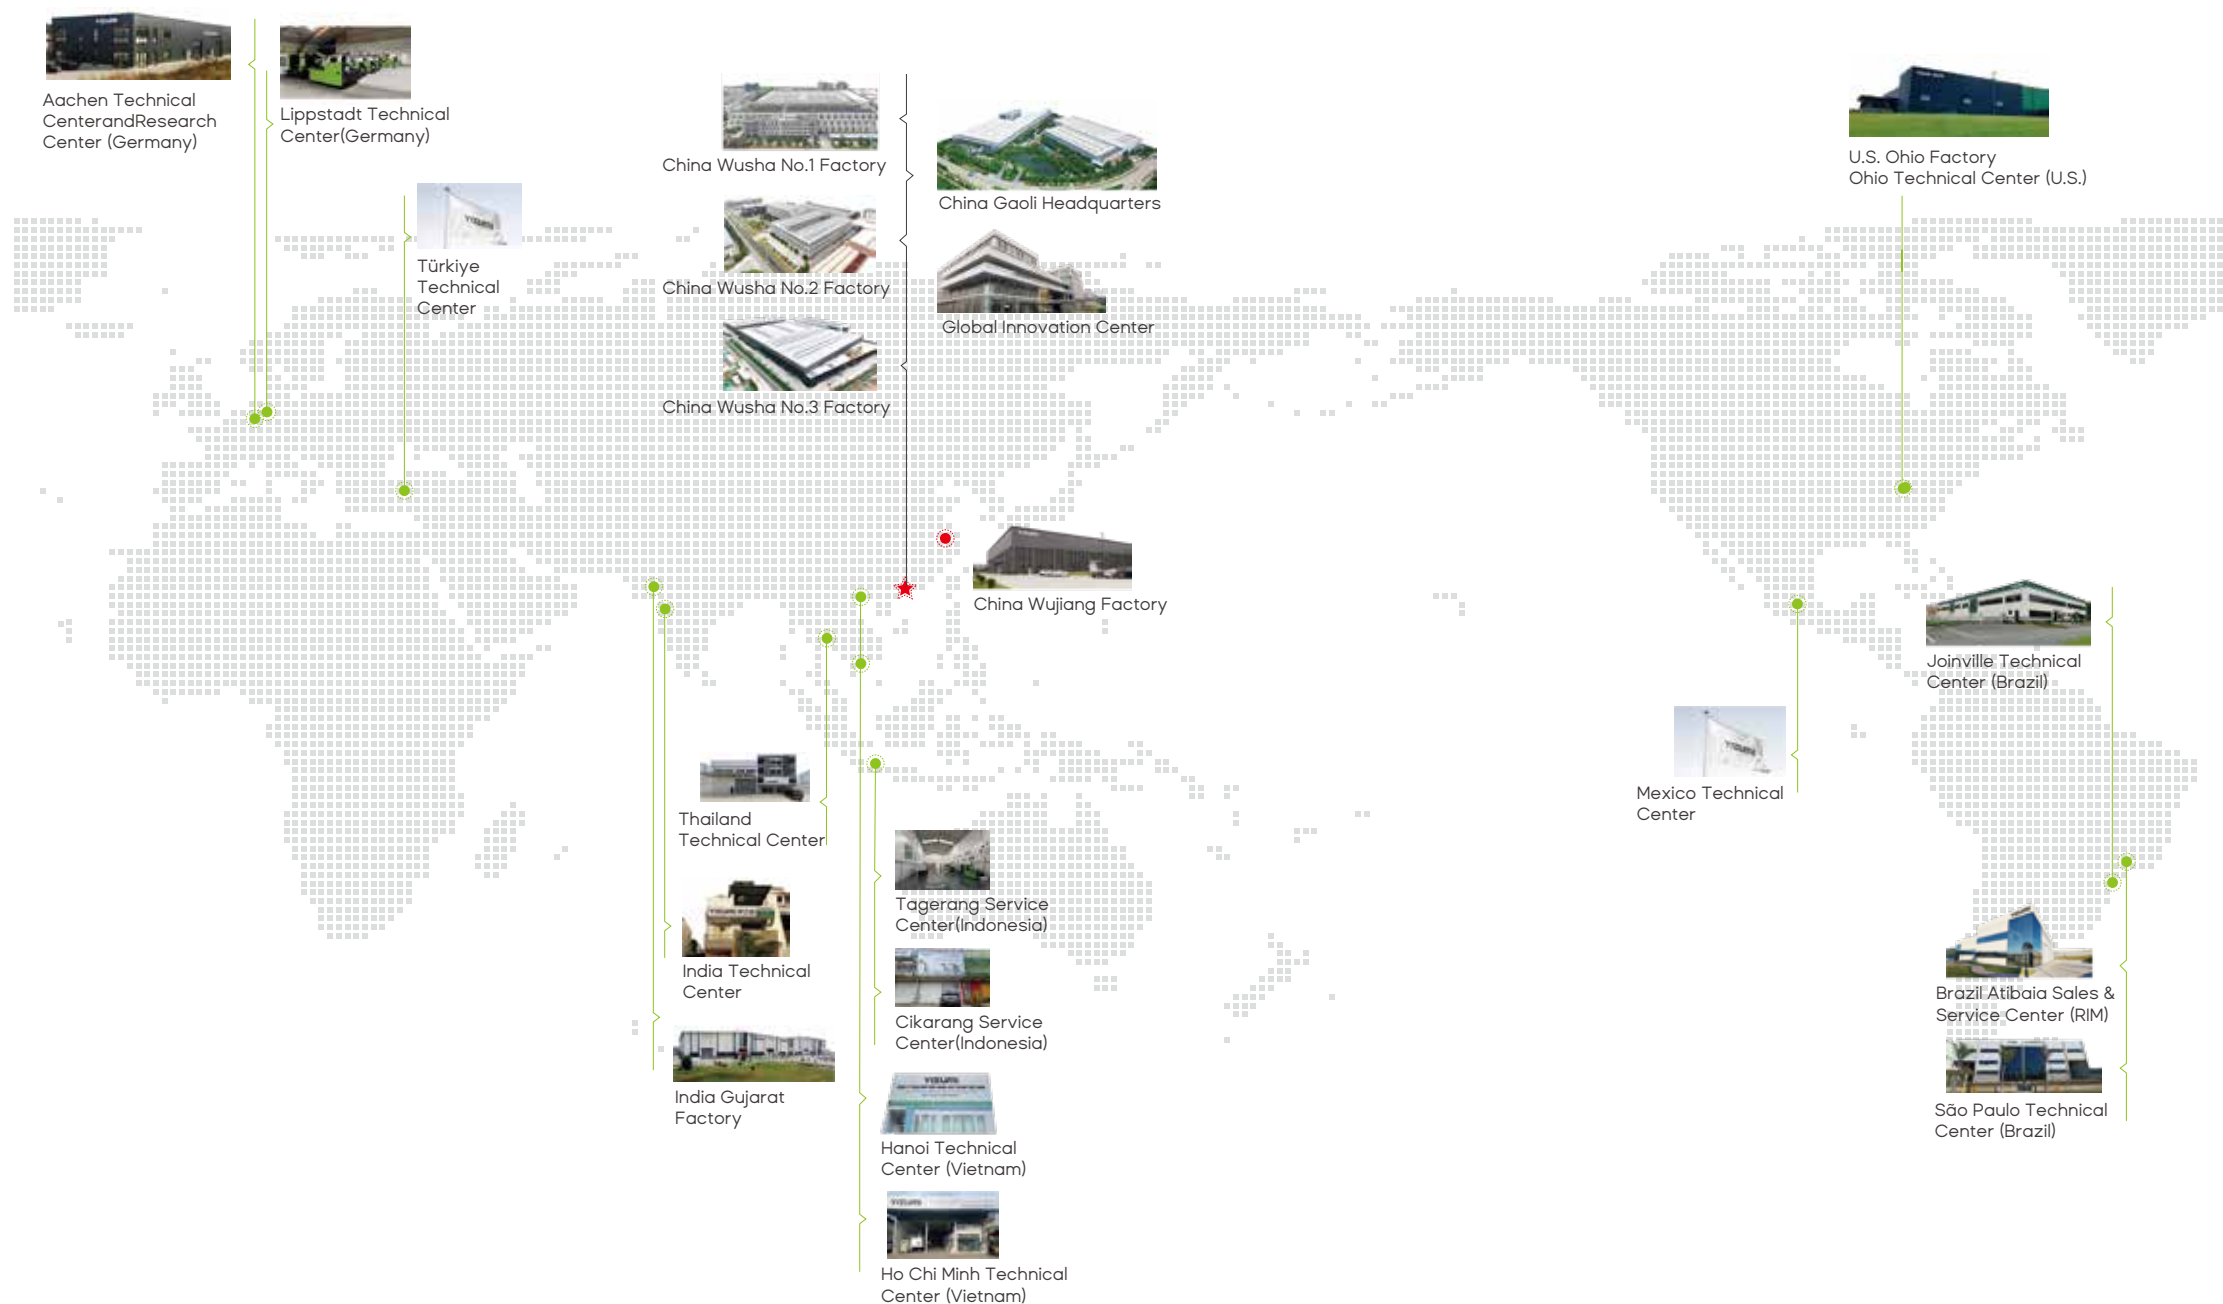 Aachen Technical
CenterandResearch
Center (Germany)
Lippstadt Technical
Center(Germany)
Türkiye
Technical
Center
China Wusha No.1 Factory
China Gaoli Headquarters
China Wusha No.2 Factory
Global Innovation Center
China Wusha No.3 Factory
China Wujiang Factory
U.S. Ohio Factory
Ohio Technical Center (U.S.)
Joinville Technical
Center (Brazil)
Mexico Technical
Center
Thailand
Technical Center
Tagerang Service
Center(Indonesia)
India Technical
Center
Cikarang Service
Center(Indonesia)
Brazil Atibaia Sales &
Service Center (RIM)
India Gujarat
Factory
São Paulo Technical
Center (Brazil)
Hanoi Technical
Center (Vietnam)
Ho Chi Minh Technical
Center (Vietnam)